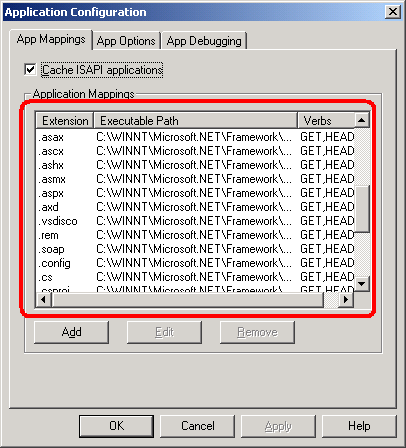 Application Configuration
App Mappings App Options App Debugging
Cache ISAPI applications
Application Mappings
Extension Executable Path Verbs
.asax C:\WINNT\Microsoft.NET\Framework\... GET,HEAD
.ascx C:\WINNT\Microsoft.NET\Framework\... GET,HEAD
.ashx C:\WINNT\Microsoft.NET\Framework\... GET,HEAD
.asmx C:\WINNT\Microsoft.NET\Framework\... GET,HEAD
.aspx C:\WINNT\Microsoft.NET\Framework\... GET,HEAD
.axd C:\WINNT\Microsoft.NET\Framework\... GET,HEAD
.vsdisco C:\WINNT\Microsoft.NET\Framework\... GET,HEAD
.rem C:\WINNT\Microsoft.NET\Framework\... GET,HEAD
.soap C:\WINNT\Microsoft.NET\Framework\... GET,HEAD
.config C:\WINNT\Microsoft.NET\Framework\... GET,HEAD
.cs C:\WINNT\Microsoft.NET\Framework\... GET,HEAD
.csproj C:\WINNT\Microsoft.NET\Framework\... GET,HEAD
Add Edit Remove
OK Cancel Apply Help